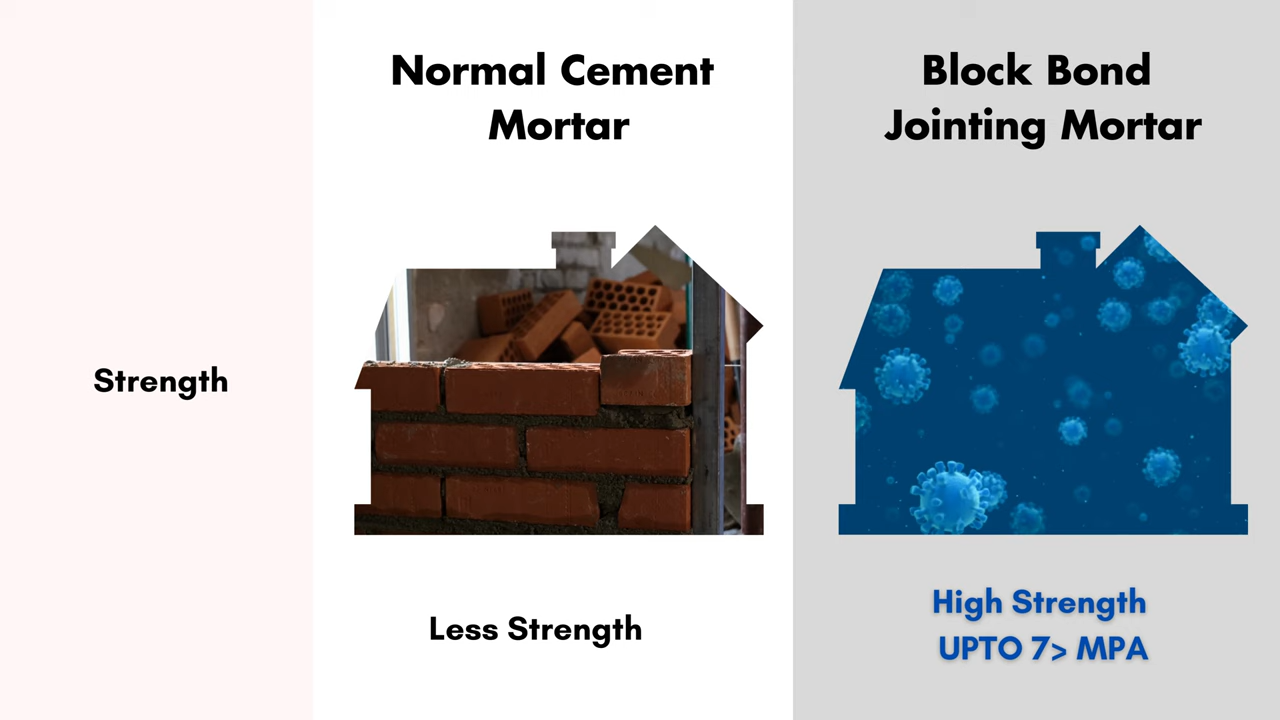 Normal Cement
Mortar
Block Bond
Jointing Mortar
Strength
Less Strength
High Strength
UPTO 7> MPA